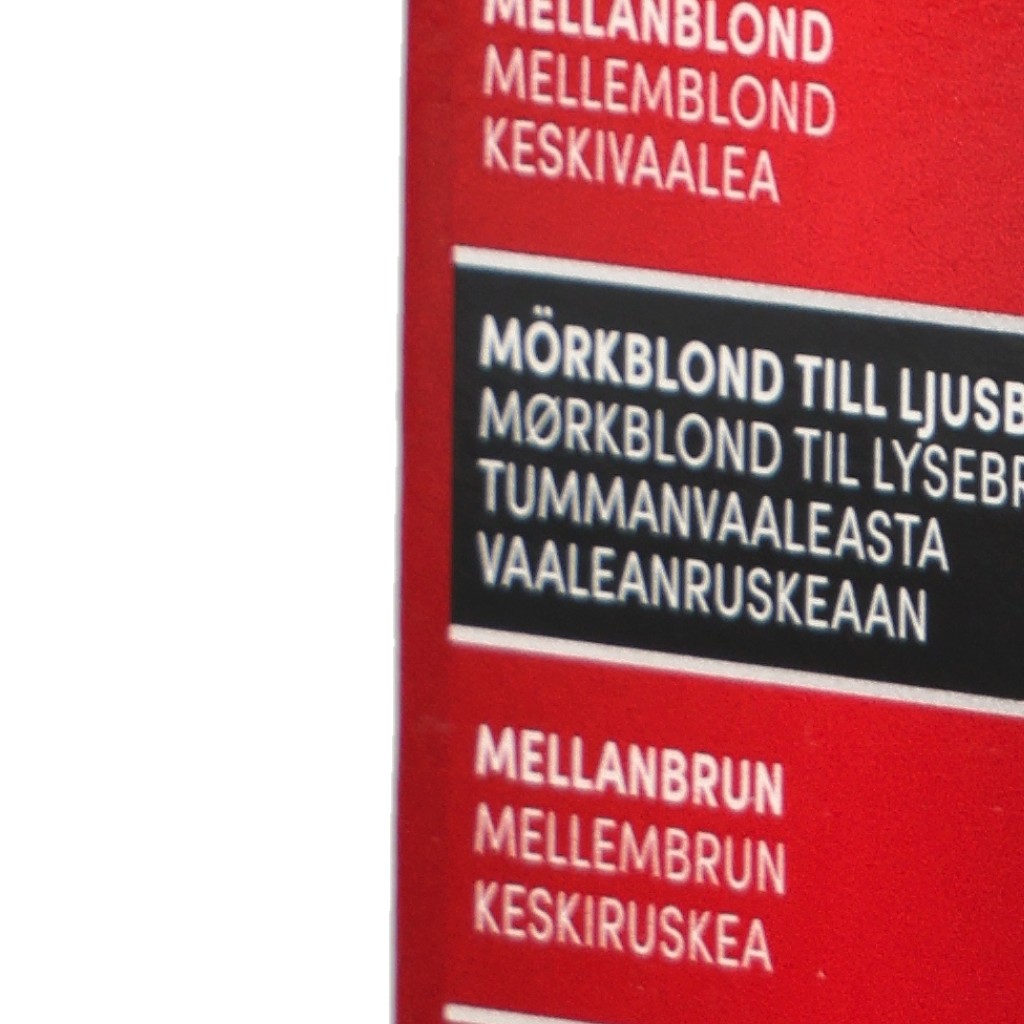 MELLANBLOND
MELLEMBLOND
KESKIVAALEA
MÖRKBLOND TILL LJUSB
MØRKBLOND TIL LYSEBR
TUMMANVAALEASTA
VAALEANRUSKEAAN
MELLANBRUN
MELLEMBRUN
KESKIRUSKEA